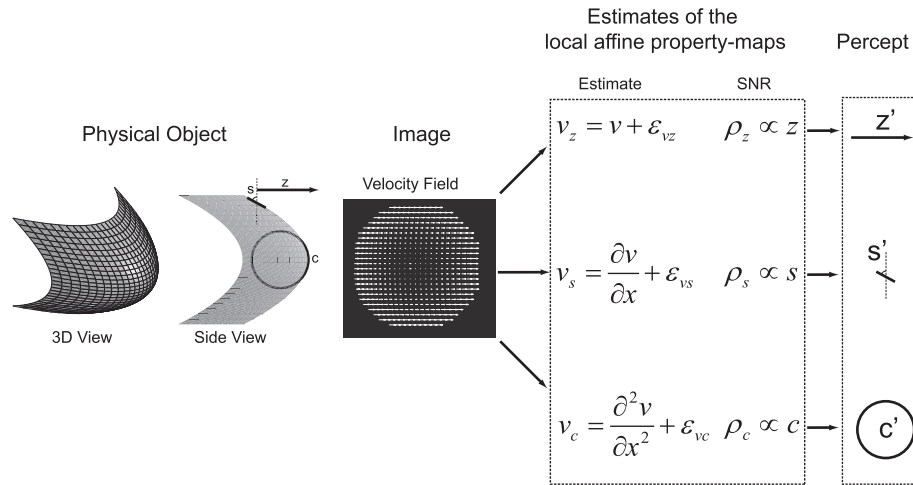 Estimates of the
local affine property-maps
Percept
Estimate
SNR
Physical Object
Image
Velocity Field
s
z
c
3D View
Side View
v_z = v + ε_vz
ρ_z ∝ z
z'
v_s = ∂v/∂x + ε_vs
ρ_s ∝ s
s'
v_c = ∂²v/∂x² + ε_vc
ρ_c ∝ c
c'